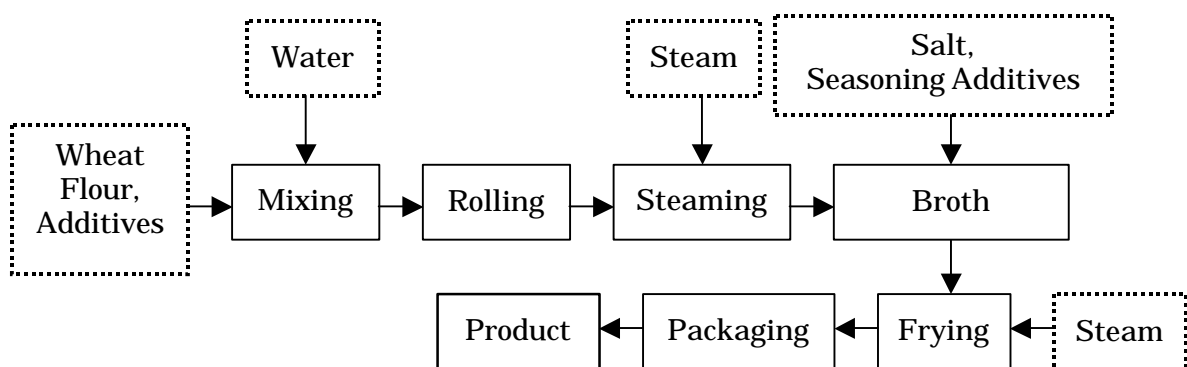 Water
Steam
Salt,
Seasoning Additives
Wheat
Flour,
Additives
Mixing
Rolling
Steaming
Broth
Product
Packaging
Frying
Steam